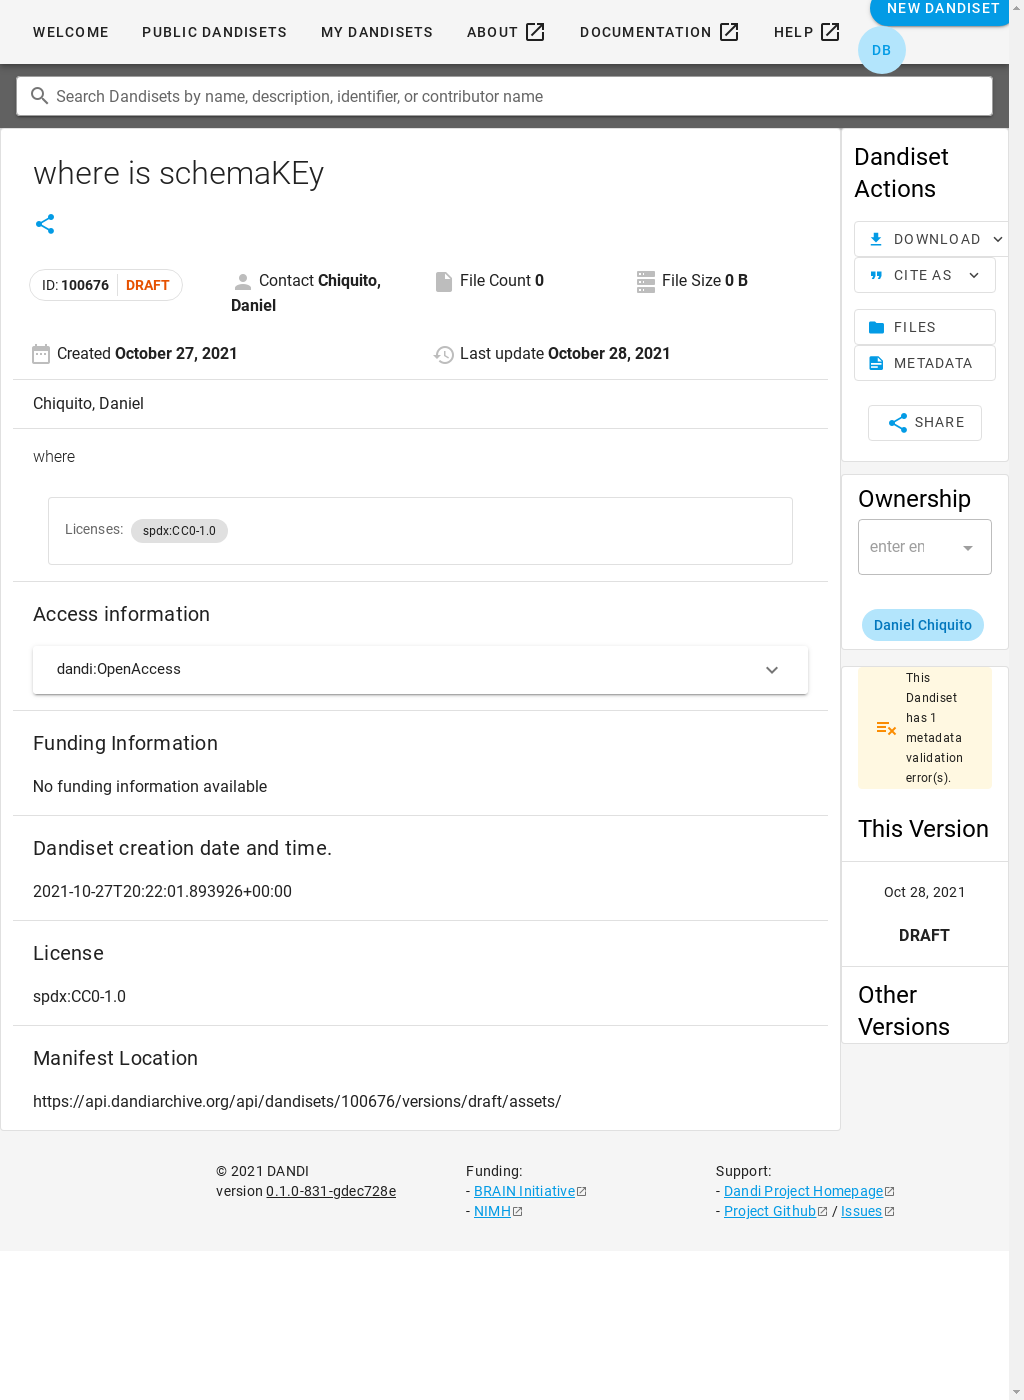 WELCOME PUBLIC DANDISETS MY DANDISETS ABOUT DOCUMENTATION HELP NEW DANDISET
DB
Search Dandisets by name, description, identifier, or contributor name
where is schemaKEy
ID: 100676 DRAFT
Contact Chiquito, Daniel
File Count 0
File Size 0 B
Created October 27, 2021
Last update October 28, 2021
Chiquito, Daniel
where
Licenses: spdx:CC0-1.0
Access information
dandi:OpenAccess
Funding Information
No funding information available
Dandiset creation date and time.
2021-10-27T20:22:01.893926+00:00
License
spdx:CC0-1.0
Manifest Location
https://api.dandiarchive.org/api/dandisets/100676/versions/draft/assets/
Dandiset
Actions
DOWNLOAD
CITE AS
FILES
METADATA
SHARE
Ownership
enter en
Daniel Chiquito
This
Dandiset
has 1
metadata
validation
error(s).
This Version
Oct 28, 2021
DRAFT
Other
Versions
© 2021 DANDI
version 0.1.0-831-gdec728e
Funding:
- BRAIN Initiative
- NIMH
Support:
- Dandi Project Homepage
- Project Github / Issues